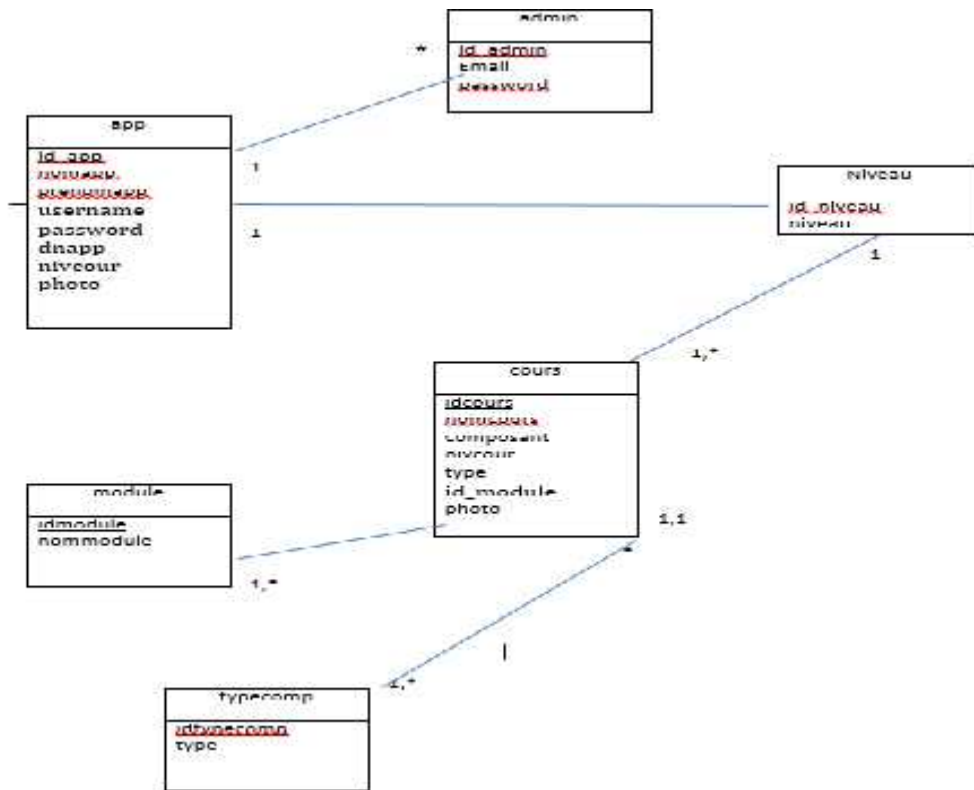 admin
*
id_admin
Email
password
app
id_app
nomapp
prenomapp
username
password
dnapp
nivcour
photo
1
1
Niveau
id_niveau
niveau
1
1,*
cours
idcours
composant
nivcour
type
id_module
photo
1,1
*
module
idmodule
nommodule
1,*
1,*
typecomp
idtypecomp
type